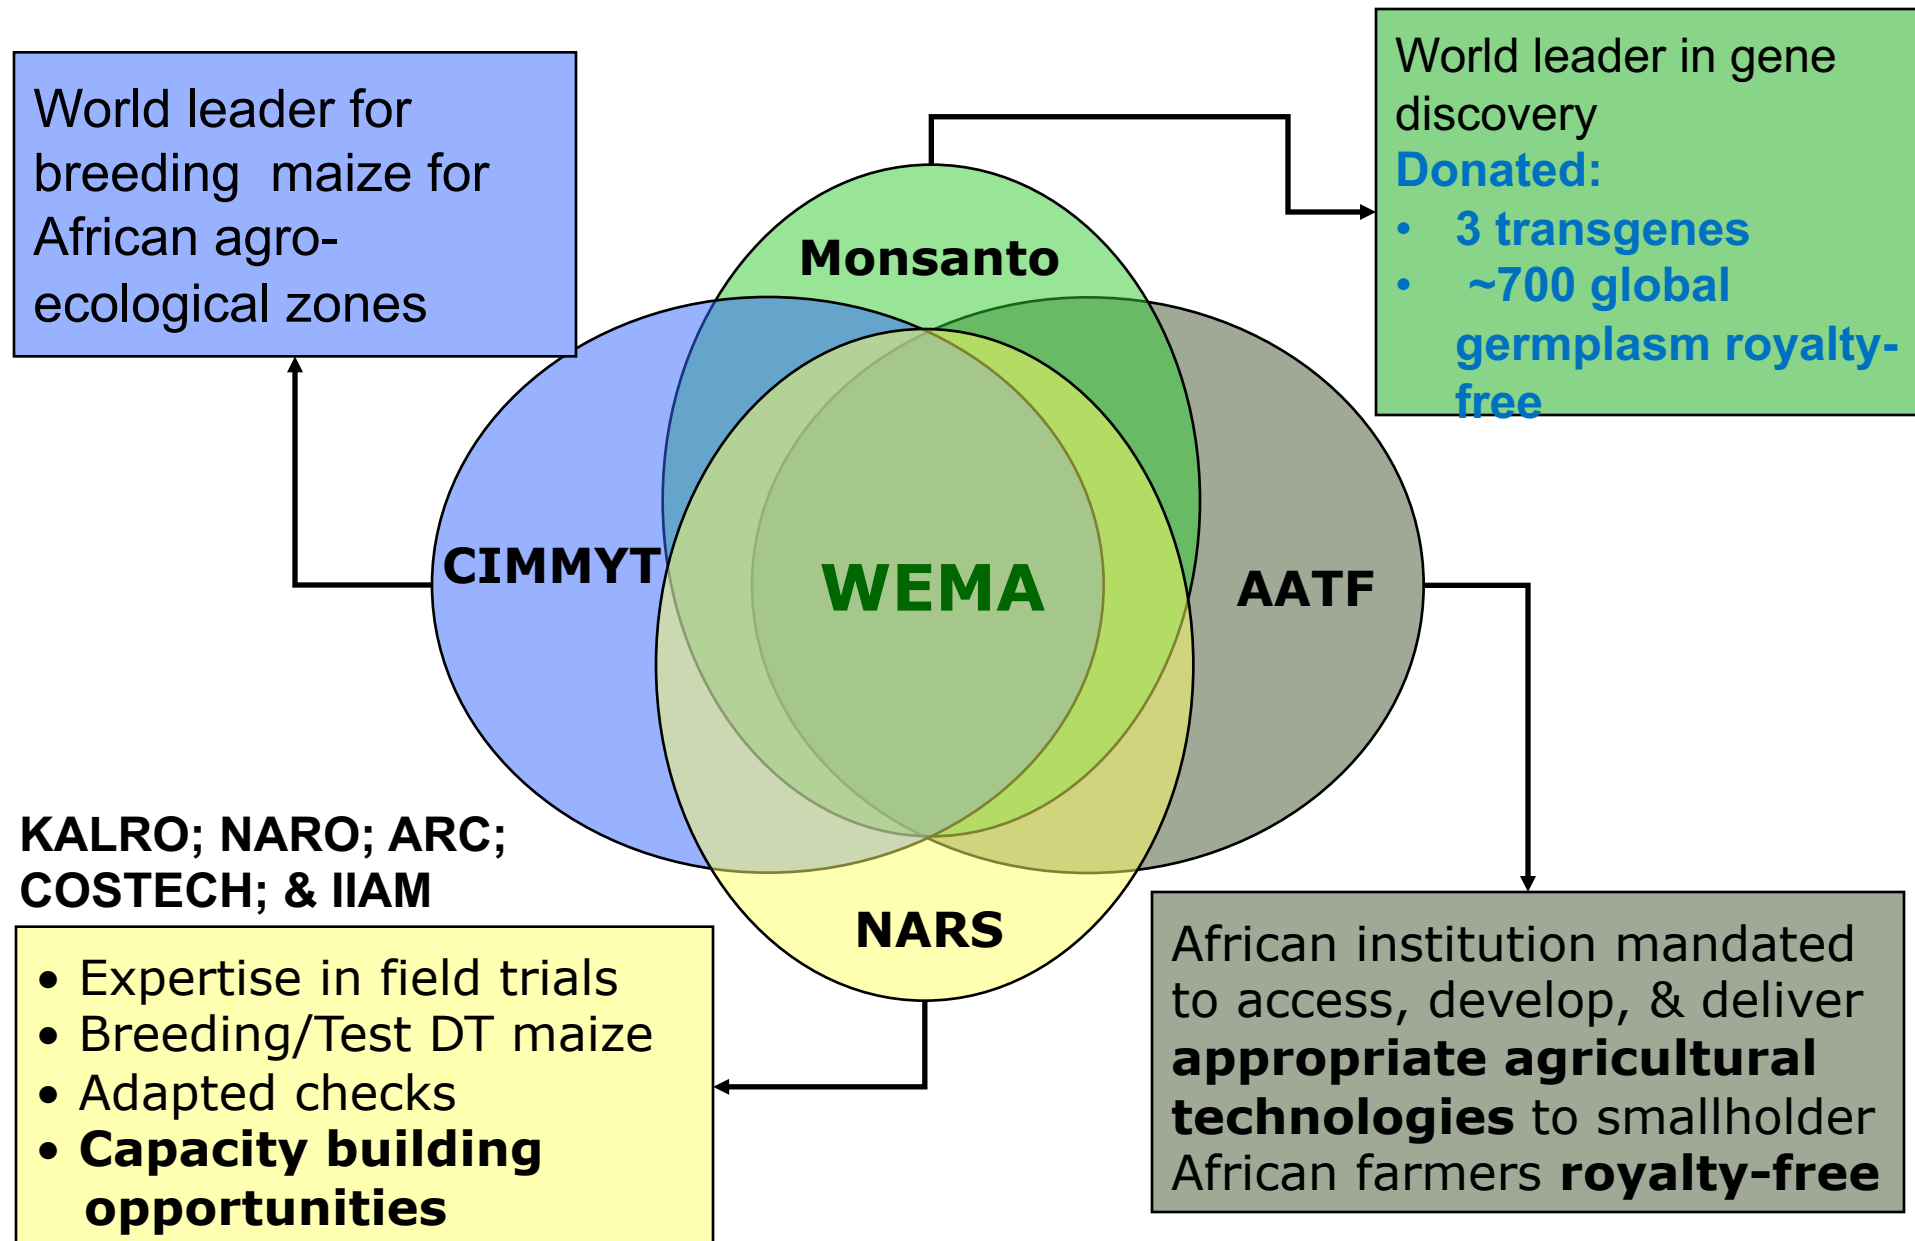 World leader for
breeding maize for
African agro-
ecological zones
World leader in gene
discovery
Donated:
• 3 transgenes
• ~700 global
germplasm royalty-
free
Monsanto
CIMMYT
WEMA
AATF
NARS
KALRO; NARO; ARC;
COSTECH; & IIAM
• Expertise in field trials
• Breeding/Test DT maize
• Adapted checks
• Capacity building
opportunities
African institution mandated
to access, develop, & deliver
appropriate agricultural
technologies to smallholder
African farmers royalty-free